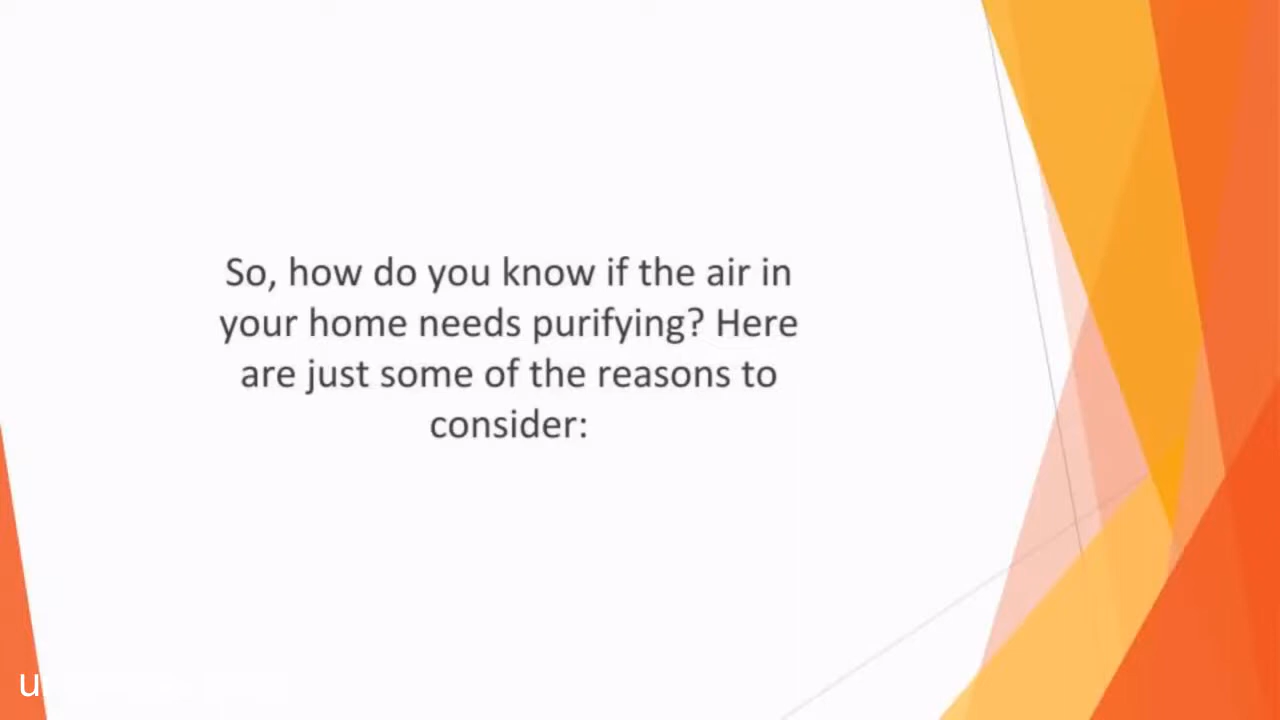 So, how do you know if the air in
your home needs purifying? Here
are just some of the reasons to
consider: